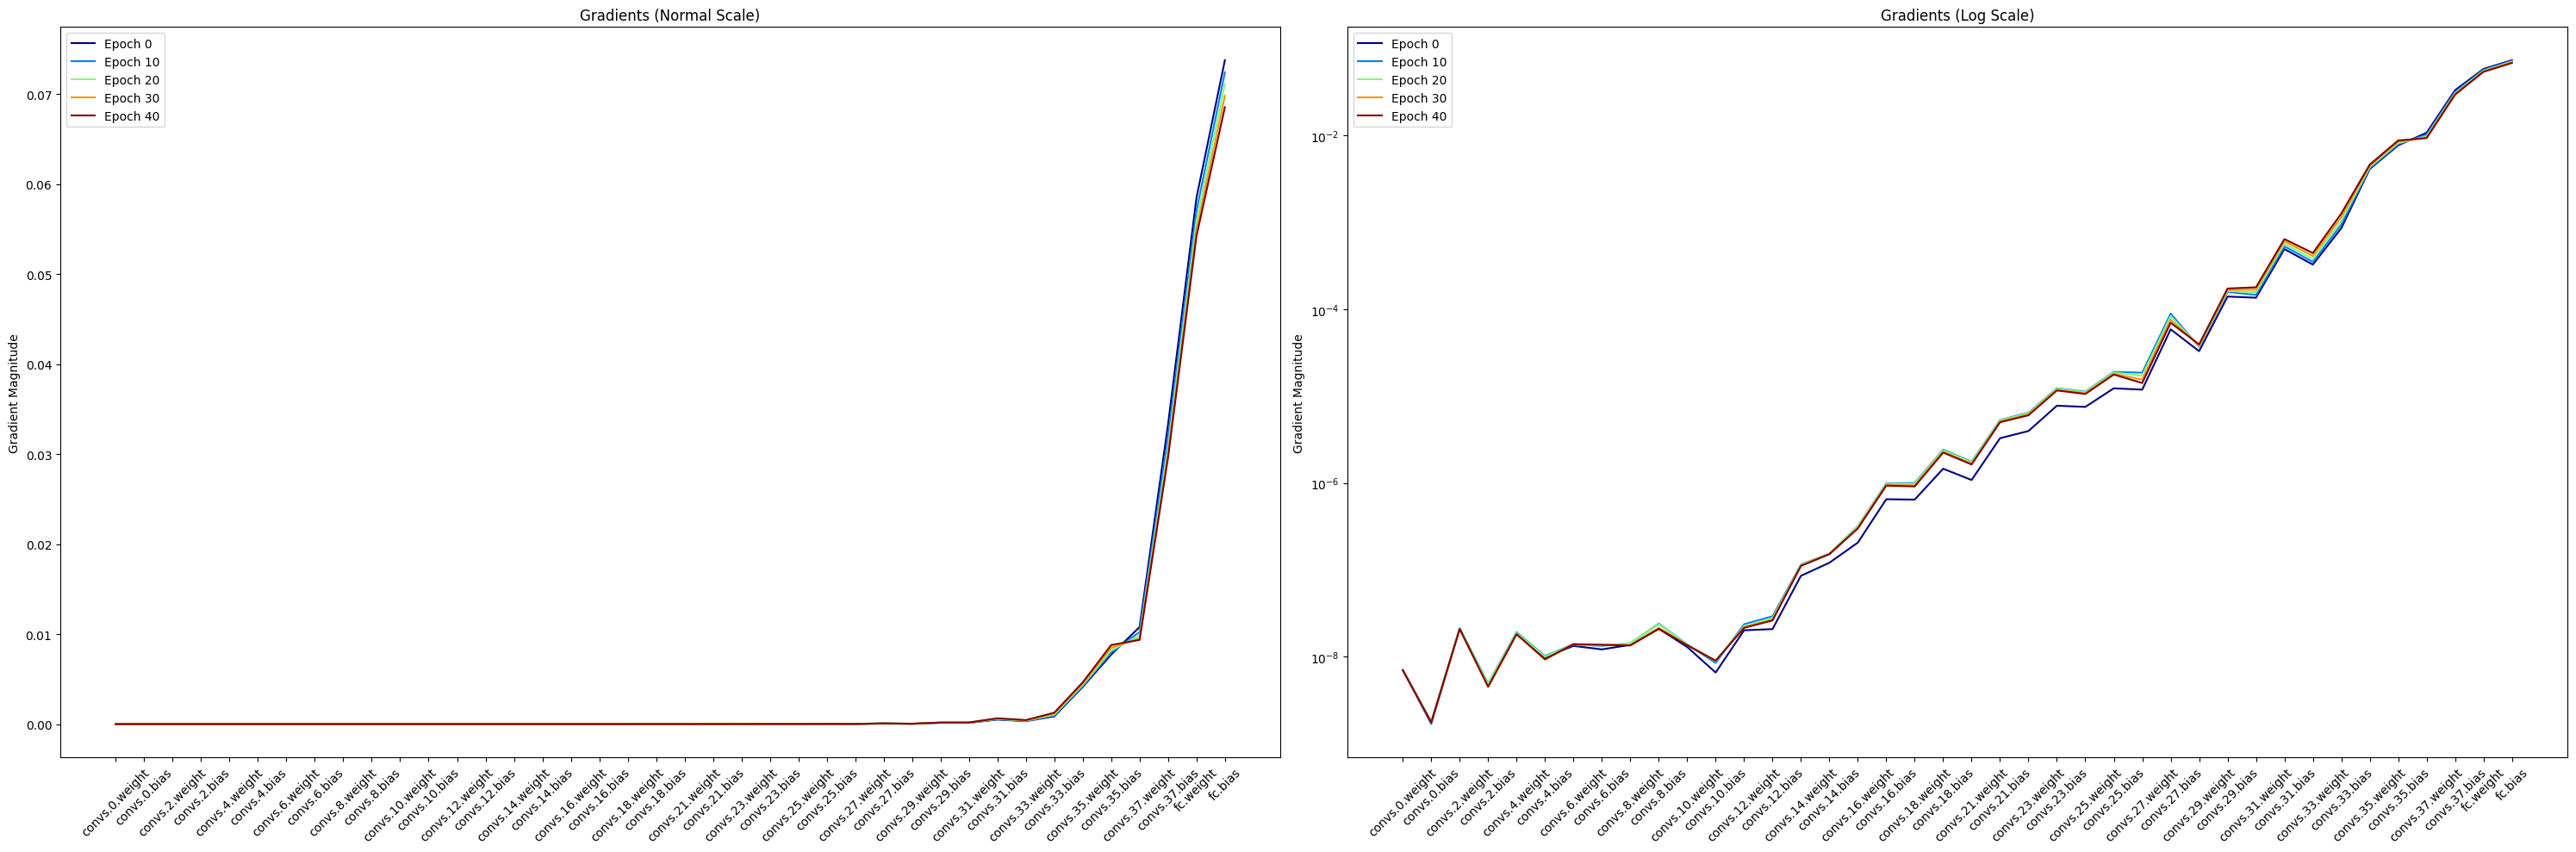 Gradients (Normal Scale)
Epoch 0
Epoch 10
Epoch 20
Epoch 30
Epoch 40
Gradient Magnitude
0.07
0.06
0.05
0.04
0.03
0.02
0.01
0.00
convs.0.weight
convs.0.bias
convs.2.weight
convs.2.bias
convs.4.weight
convs.4.bias
convs.6.weight
convs.6.bias
convs.8.weight
convs.8.bias
convs.10.weight
convs.10.bias
convs.12.weight
convs.12.bias
convs.14.weight
convs.14.bias
convs.16.weight
convs.16.bias
convs.18.weight
convs.18.bias
convs.21.weight
convs.21.bias
convs.23.weight
convs.23.bias
convs.25.weight
convs.25.bias
convs.27.weight
convs.27.bias
convs.29.weight
convs.29.bias
convs.31.weight
convs.31.bias
convs.33.weight
convs.33.bias
convs.35.weight
convs.35.bias
convs.37.weight
convs.37.bias
fc.weight
fc.bias
Gradients (Log Scale)
Epoch 0
Epoch 10
Epoch 20
Epoch 30
Epoch 40
Gradient Magnitude
10⁻²
10⁻⁴
10⁻⁶
10⁻⁸
convs.0.weight
convs.0.bias
convs.2.weight
convs.2.bias
convs.4.weight
convs.4.bias
convs.6.weight
convs.6.bias
convs.8.weight
convs.8.bias
convs.10.weight
convs.10.bias
convs.12.weight
convs.12.bias
convs.14.weight
convs.14.bias
convs.16.weight
convs.16.bias
convs.18.weight
convs.18.bias
convs.21.weight
convs.21.bias
convs.23.weight
convs.23.bias
convs.25.weight
convs.25.bias
convs.27.weight
convs.27.bias
convs.29.weight
convs.29.bias
convs.31.weight
convs.31.bias
convs.33.weight
convs.33.bias
convs.35.weight
convs.35.bias
convs.37.weight
convs.37.bias
fc.weight
fc.bias